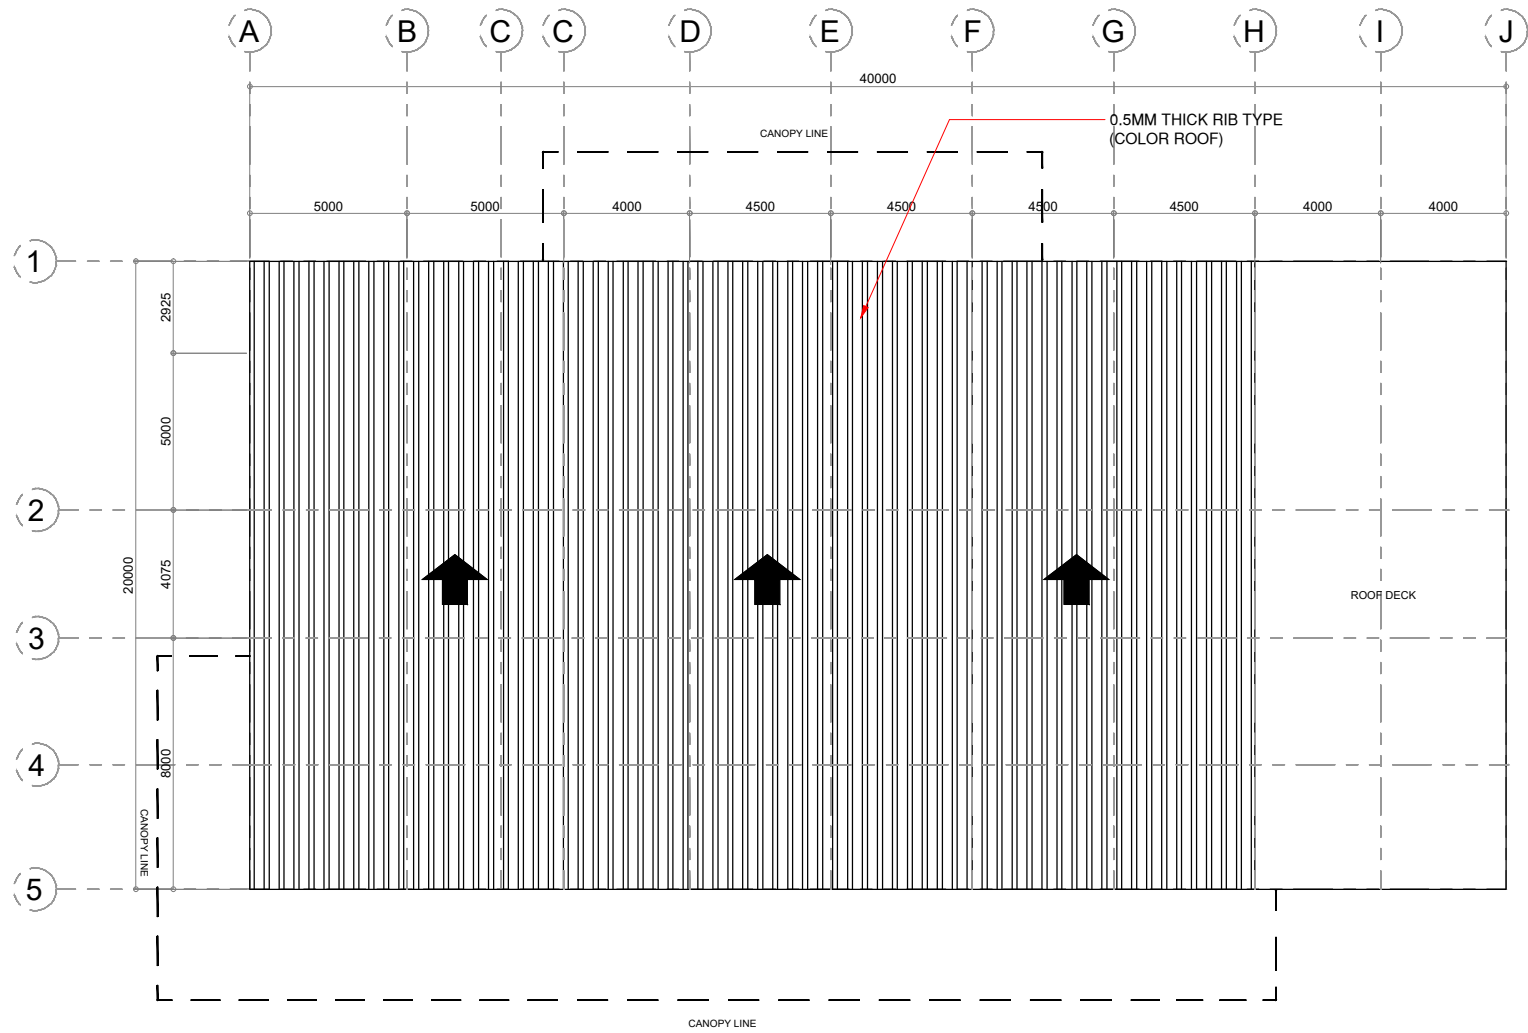 A B C C D E F G H I J
40000
0.5MM THICK RIB TYPE
(COLOR ROOF)
CANOPY LINE
5000 5000 4000 4500 4500 4500 4500 4000 4000
1
2925
5000
2
20000
4075
ROOF DECK
3
4
8000
CANOPY LINE
5
CANOPY LINE